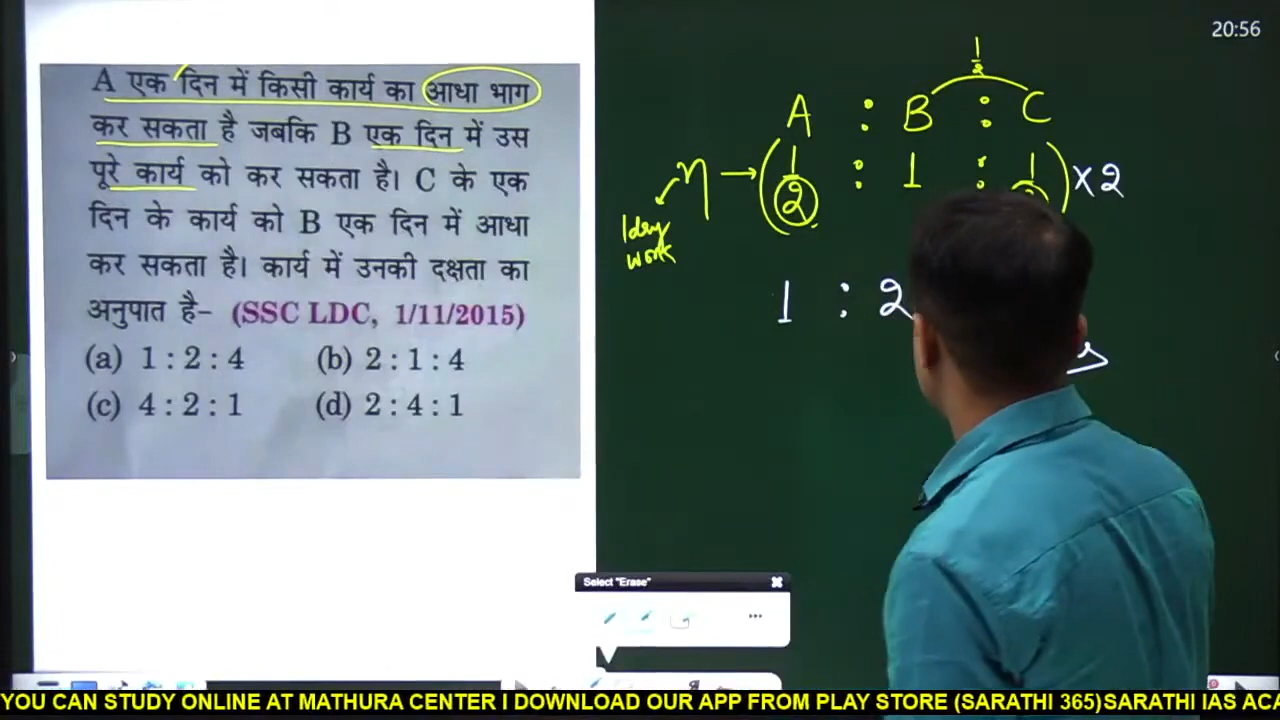 20:56
A एक दिन में किसी कार्य का आधा भाग
कर सकता है जबकि B एक दिन में उस
पूरे कार्य को कर सकता है। C के एक
दिन के कार्य को B एक दिन में आधा
कर सकता है। कार्य में उनकी दक्षता का
अनुपात है– (SSC LDC, 1/11/2015)
(a) 1 : 2 : 4 (b) 2 : 1 : 4
(c) 4 : 2 : 1 (d) 2 : 4 : 1
1/2
A : B : C
η → (1/2 : 1 : 1/2) × 2
1day
work
1 : 2
Select "Erase"
YOU CAN STUDY ONLINE AT MATHURA CENTER I DOWNLOAD OUR APP FROM PLAY STORE (SARATHI 365)SARATHI IAS ACA